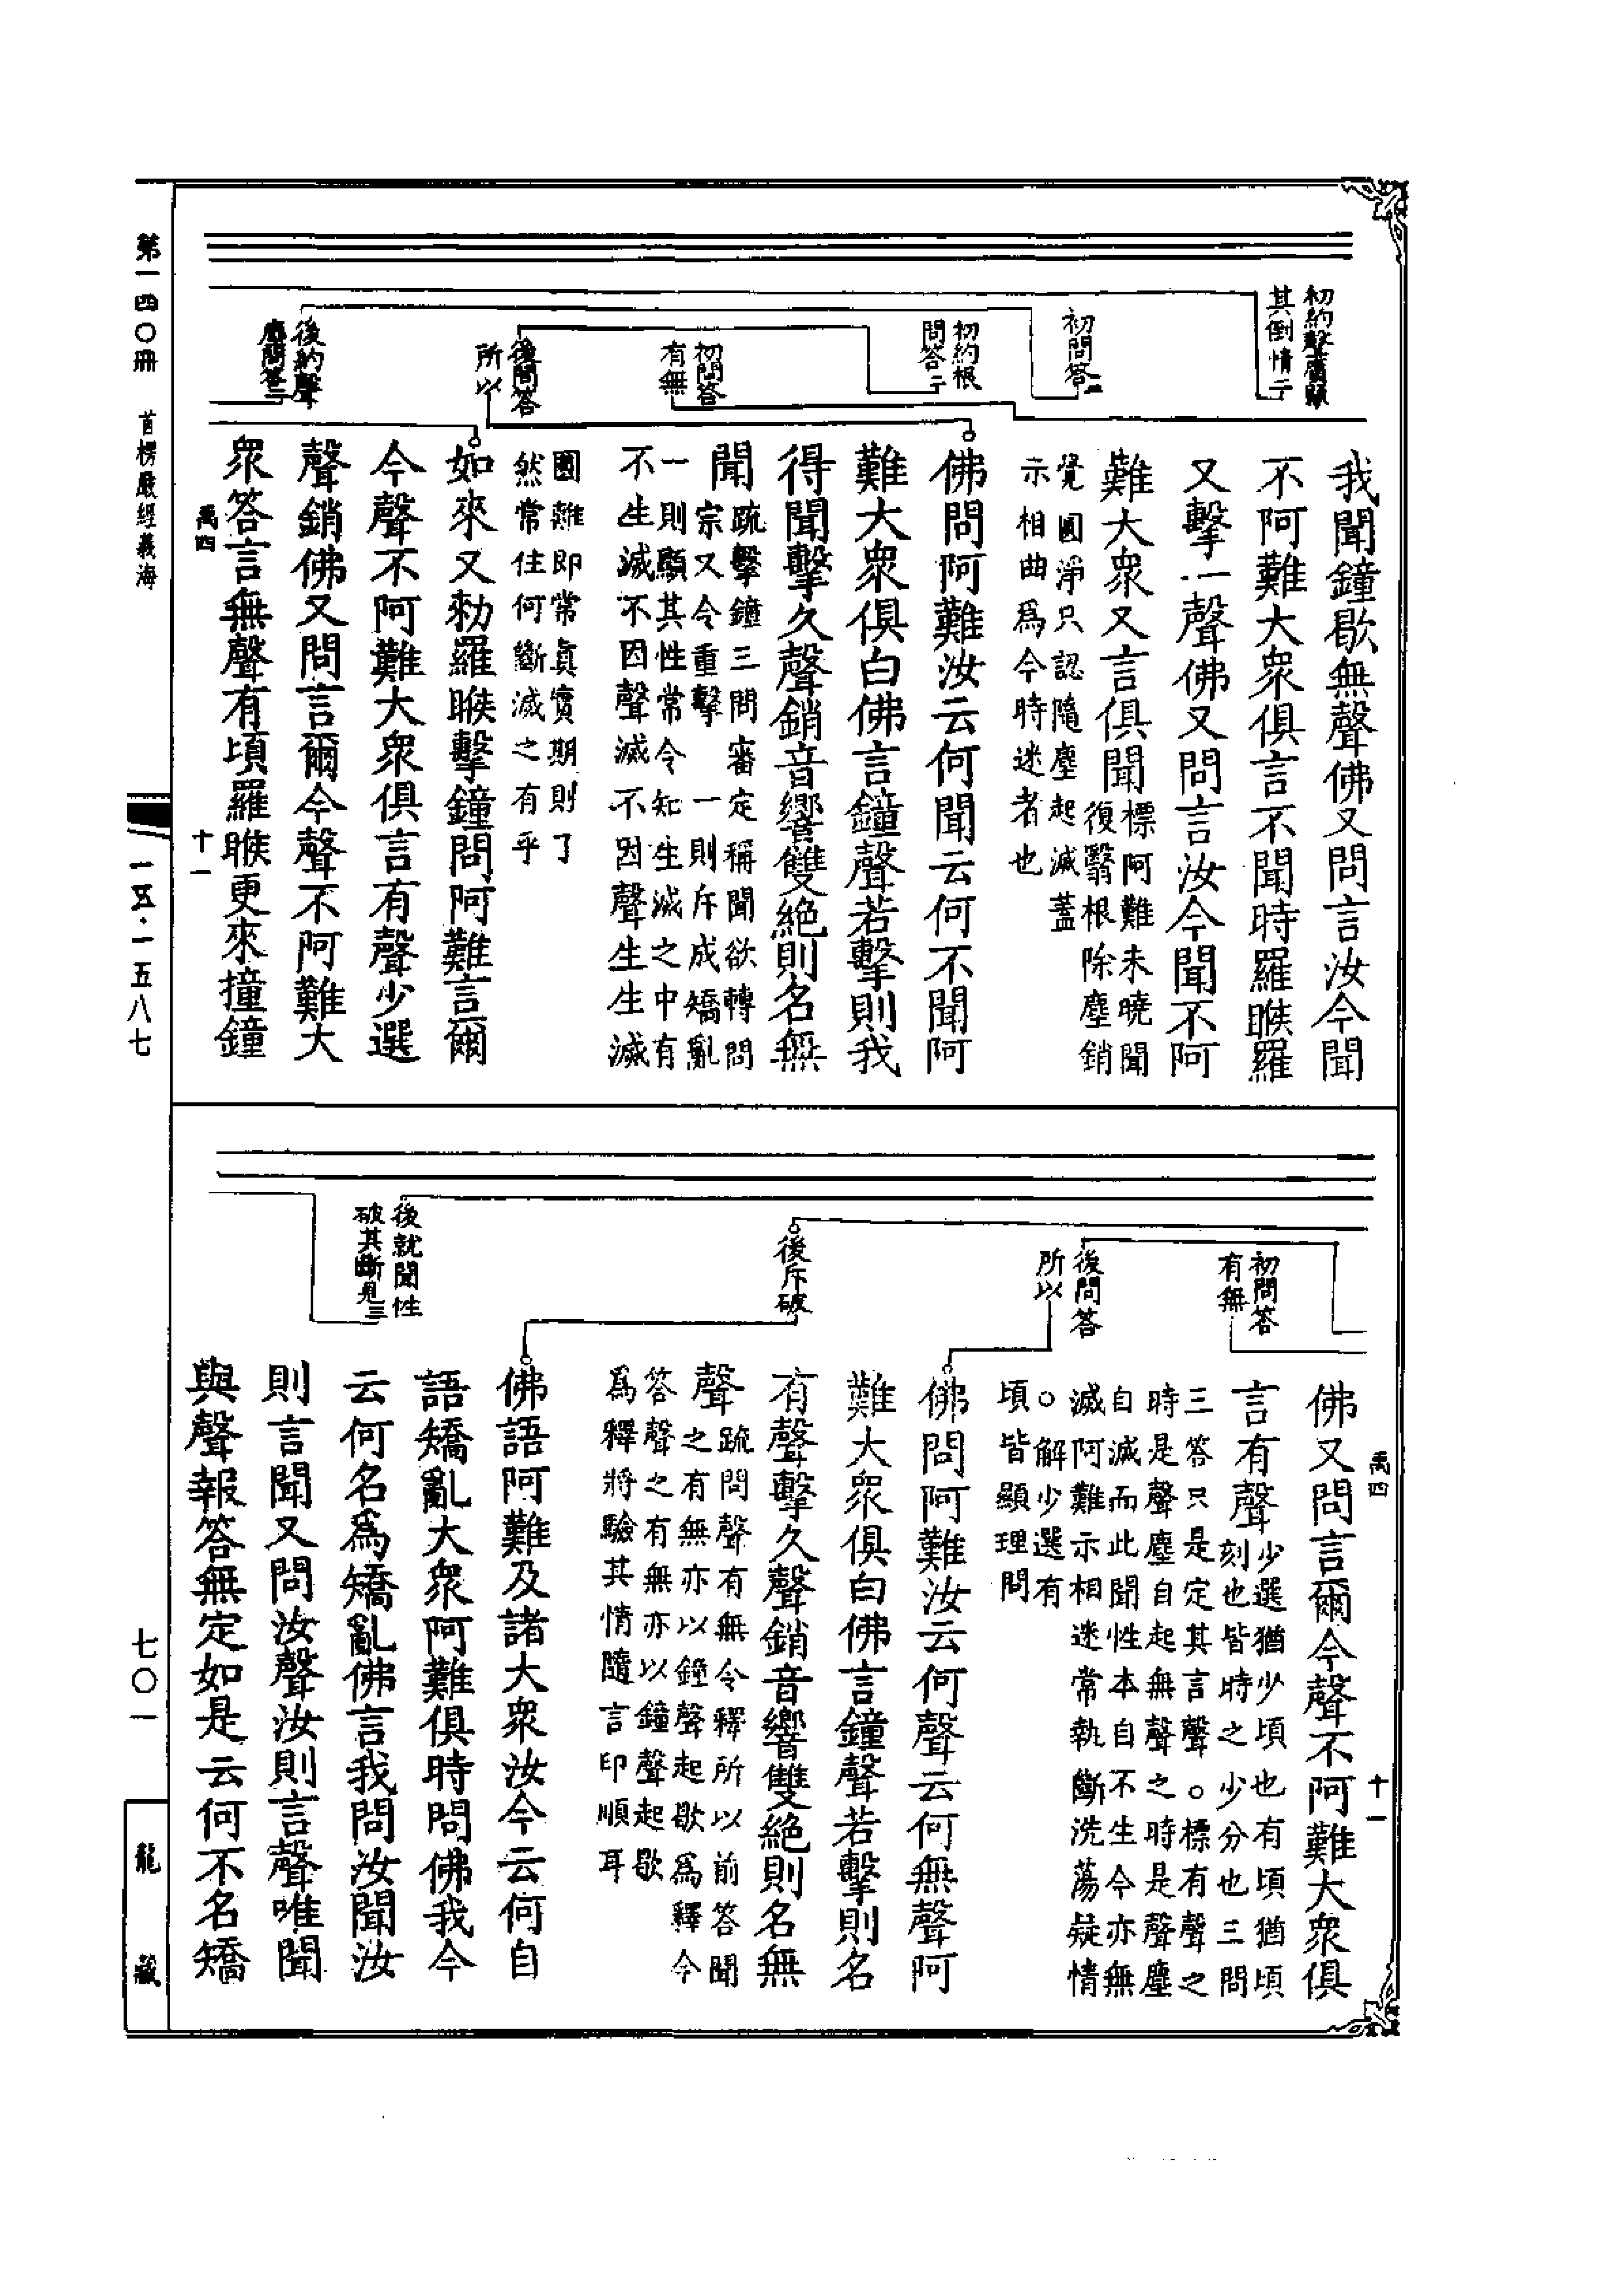 初約聲廣顯
其倒情二
初問答二
初約根
問答二
初問答
有無
後問答
所以
後約聲
塵問答二
我聞鐘歇無聲佛又問言汝今聞
不阿難大眾俱言不聞時羅睺羅
又擊一聲佛又問言汝今聞不阿
難大眾又言俱聞
標阿難未曉聞
復翳根除塵銷
覺圓淨只認隨塵起滅蓋
示相曲爲今時迷者也
佛問阿難汝云何聞云何不聞阿
難大眾俱白佛言鐘聲若擊則我
得聞擊久聲銷音響雙絕則名無
聞
疏擊鐘三問審定稱聞欲轉問
宗又今重擊一則斥成矯亂
一則顯其性常令知生滅之中有
不生滅不因聲滅不因聲生生滅
圓離即常真實期則了
然常住何斷滅之有乎
如來又勑羅睺擊鐘問阿難言爾
今聲不阿難大眾俱言有聲少選
聲銷佛又問言爾今聲不阿難大
眾答言無聲有頃羅睺更來撞鐘
禹四
十一
初問答
有無
後問答
所以
後斥破
後就聞性
破其斷見三
禹四
十一
佛又問言爾今聲不阿難大眾俱
言有聲
少選猶少頃也有頃猶頃
刻也皆時之少分也三問
三答只是定其言聲○標有聲之
時是聲塵自起無聲之時是聲塵
自滅而此聞性本自不生今亦無
滅阿難示相迷常執斷洗蕩疑情
○解少選有
頃皆顯理問
佛問阿難汝云何聲云何無聲阿
難大眾俱白佛言鐘聲若擊則名
有聲擊久聲銷音響雙絕則名無
聲
疏問聲有無令釋所以前答聞
之有無亦以鐘聲起歇爲釋今
答聲之有無亦以鐘聲起歇
爲釋將驗其情隨言印順耳
佛語阿難及諸大眾汝今云何自
語矯亂大眾阿難俱時問佛我今
云何名爲矯亂佛言我問汝聞汝
則言聞又問汝聲汝則言聲唯聞
與聲報答無定如是云何不名矯
第一四〇冊 首楞嚴經義海
一五·一五八七
七〇一
龍藏